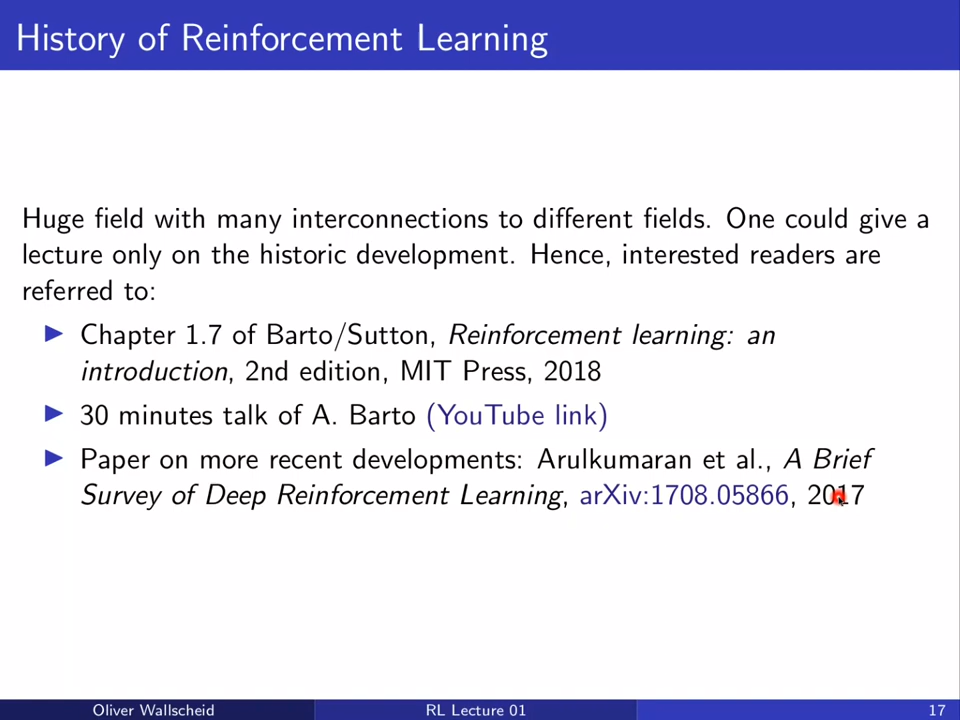 History of Reinforcement Learning
Huge field with many interconnections to different fields. One could give a
lecture only on the historic development. Hence, interested readers are
referred to:
Chapter 1.7 of Barto/Sutton, Reinforcement learning: an
introduction, 2nd edition, MIT Press, 2018
30 minutes talk of A. Barto (YouTube link)
Paper on more recent developments: Arulkumaran et al., A Brief
Survey of Deep Reinforcement Learning, arXiv:1708.05866, 2017
Oliver Wallscheid RL Lecture 01 17